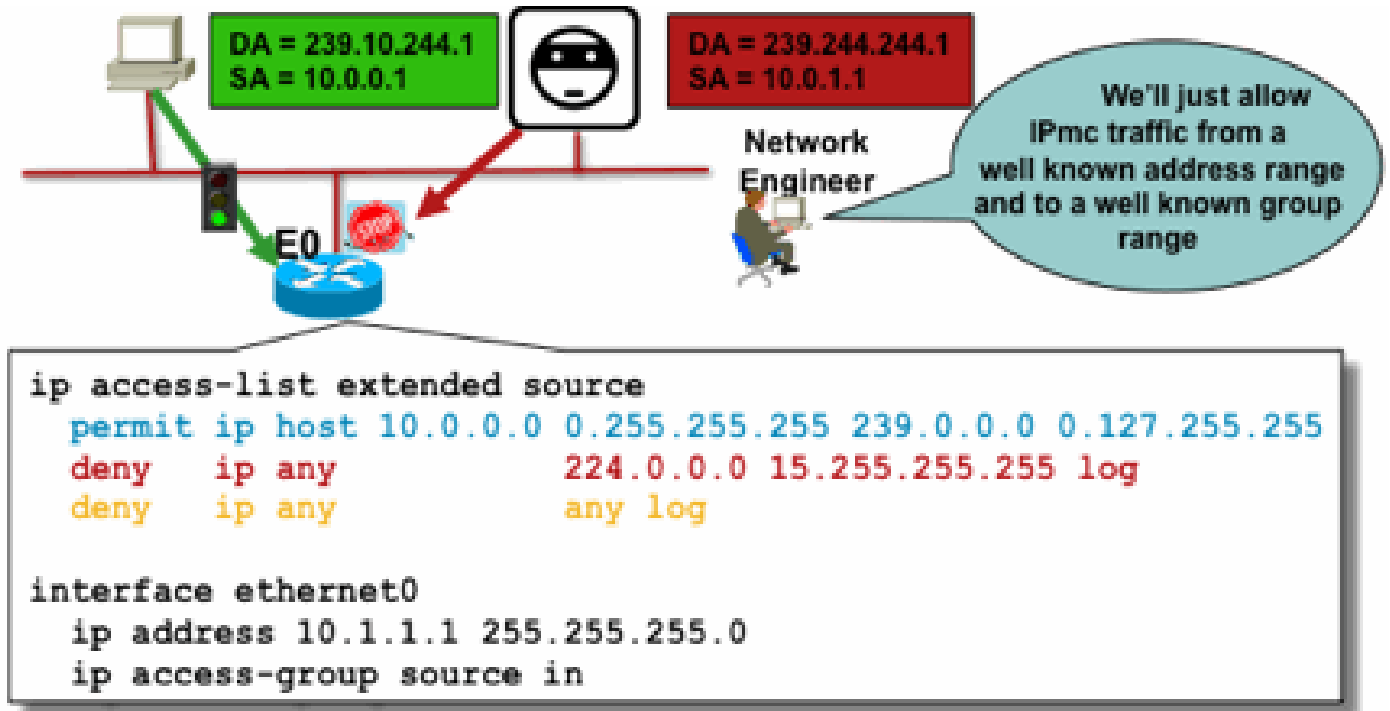 DA = 239.10.244.1
SA = 10.0.0.1
DA = 239.244.244.1
SA = 10.0.1.1
Network
Engineer
We'll just allow
IPmc traffic from a
well known address range
and to a well known group
range
STOP
E0
ip access-list extended source
permit ip host 10.0.0.0 0.255.255.255 239.0.0.0 0.127.255.255
deny ip any 224.0.0.0 15.255.255.255 log
deny ip any any log
interface ethernet0
ip address 10.1.1.1 255.255.255.0
ip access-group source in